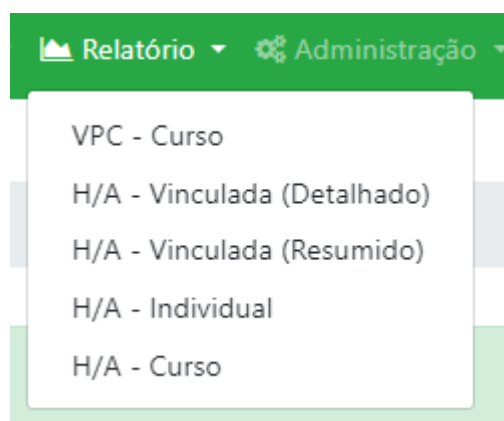 Relatório Administração
VPC - Curso
H/A - Vinculada (Detalhado)
H/A - Vinculada (Resumido)
H/A - Individual
H/A - Curso